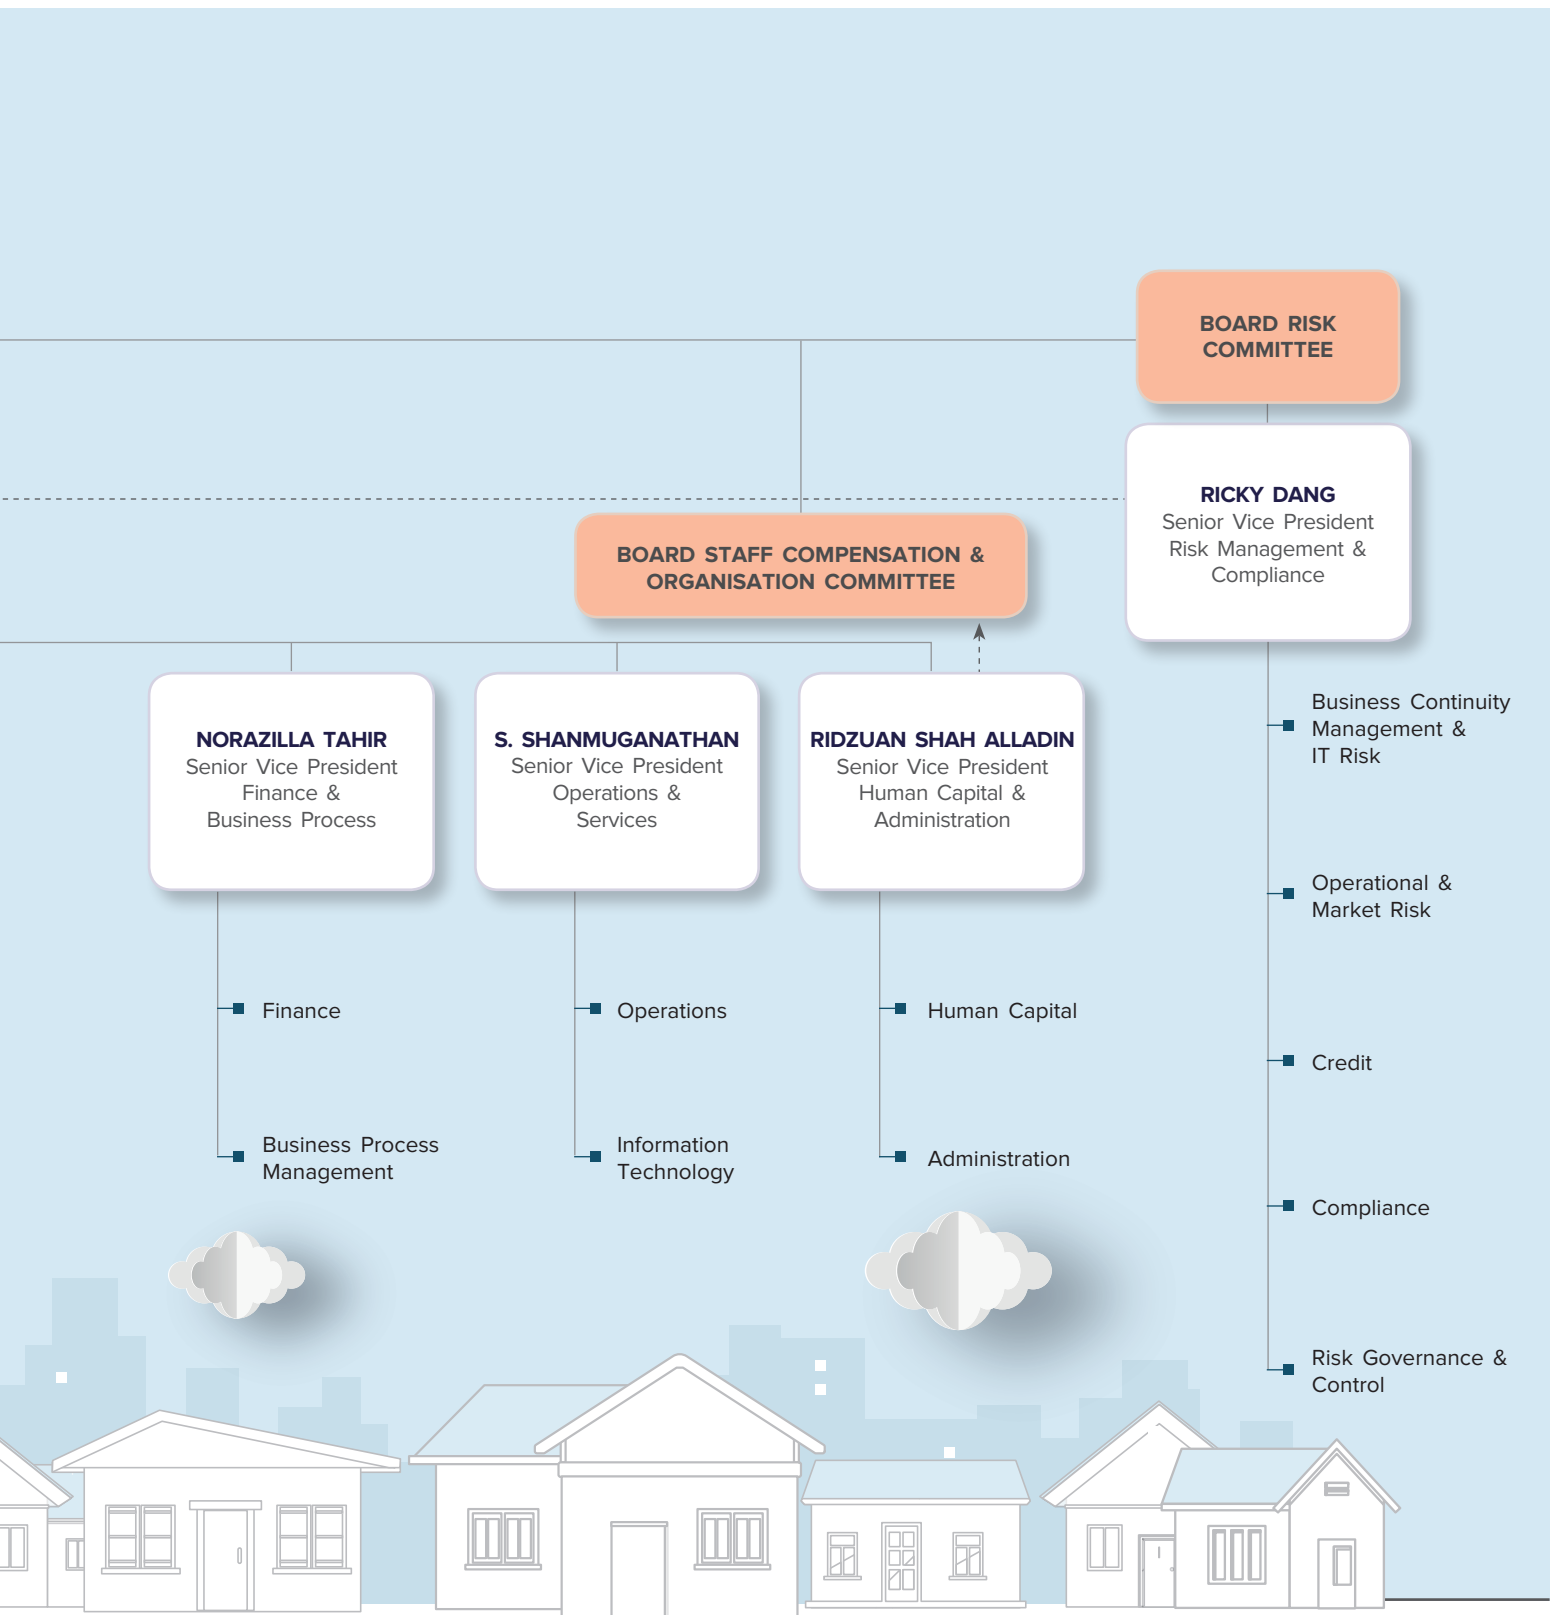 BOARD RISK
COMMITTEE
RICKY DANG
Senior Vice President
Risk Management &
Compliance
BOARD STAFF COMPENSATION &
ORGANISATION COMMITTEE
NORAZILLA TAHIR
Senior Vice President
Finance &
Business Process
S. SHANMUGANATHAN
Senior Vice President
Operations &
Services
RIDZUAN SHAH ALLADIN
Senior Vice President
Human Capital &
Administration
Business Continuity
Management &
IT Risk
Operational &
Market Risk
Credit
Compliance
Risk Governance &
Control
Finance
Business Process
Management
Operations
Information
Technology
Human Capital
Administration